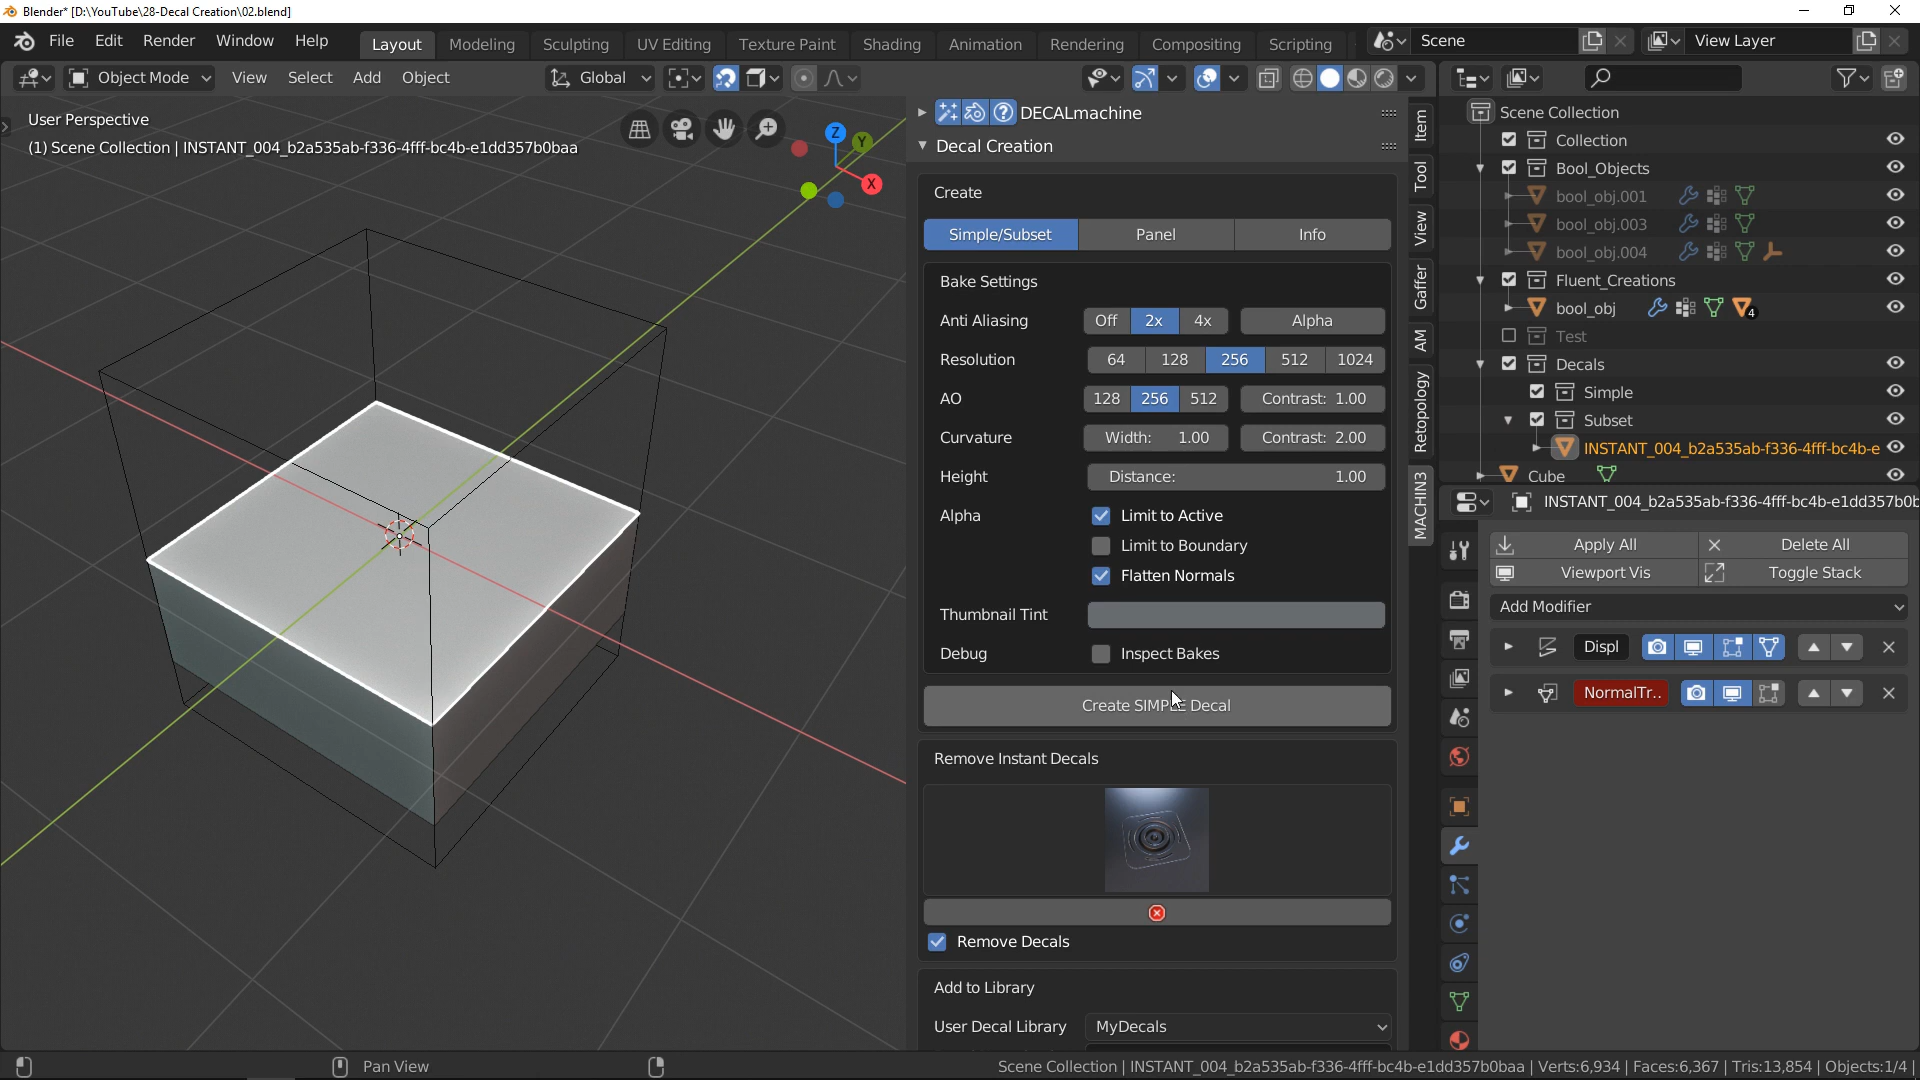 Blender* [D:\YouTube\28-Decal Creation\02.blend]
File Edit Render Window Help
Layout Modeling Sculpting UV Editing Texture Paint Shading Animation Rendering Compositing Scripting
Scene
View Layer
Object Mode View Select Add Object
Global
User Perspective
(1) Scene Collection | INSTANT_004_b2a535ab-f336-4fff-bc4b-e1dd357b0baa
Z
Y
X
DECALmachine
Decal Creation
Create
Simple/Subset Panel Info
Bake Settings
Anti Aliasing Off 2x 4x Alpha
Resolution 64 128 256 512 1024
AO 128 256 512 Contrast: 1.00
Curvature Width: 1.00 Contrast: 2.00
Height Distance: 1.00
Alpha Limit to Active
Limit to Boundary
Flatten Normals
Thumbnail Tint
Debug Inspect Bakes
Create SIMPLE Decal
Remove Instant Decals
Remove Decals
Add to Library
User Decal Library MyDecals
Item
Tool
View
Gaffer
AM
Retopology
MACHIN3
Scene Collection
Collection
Bool_Objects
bool_obj.001
bool_obj.003
bool_obj.004
Fluent_Creations
bool_obj 4
Test
Decals
Simple
Subset
INSTANT_004_b2a535ab-f336-4fff-bc4b-e
Cube
INSTANT_004_b2a535ab-f336-4fff-bc4b-e1dd357b0b
Apply All Delete All
Viewport Vis Toggle Stack
Add Modifier
Displ
NormalTr..
Pan View
Scene Collection | INSTANT_004_b2a535ab-f336-4fff-bc4b-e1dd357b0baa | Verts:6,934 | Faces:6,367 | Tris:13,854 | Objects:1/4 |